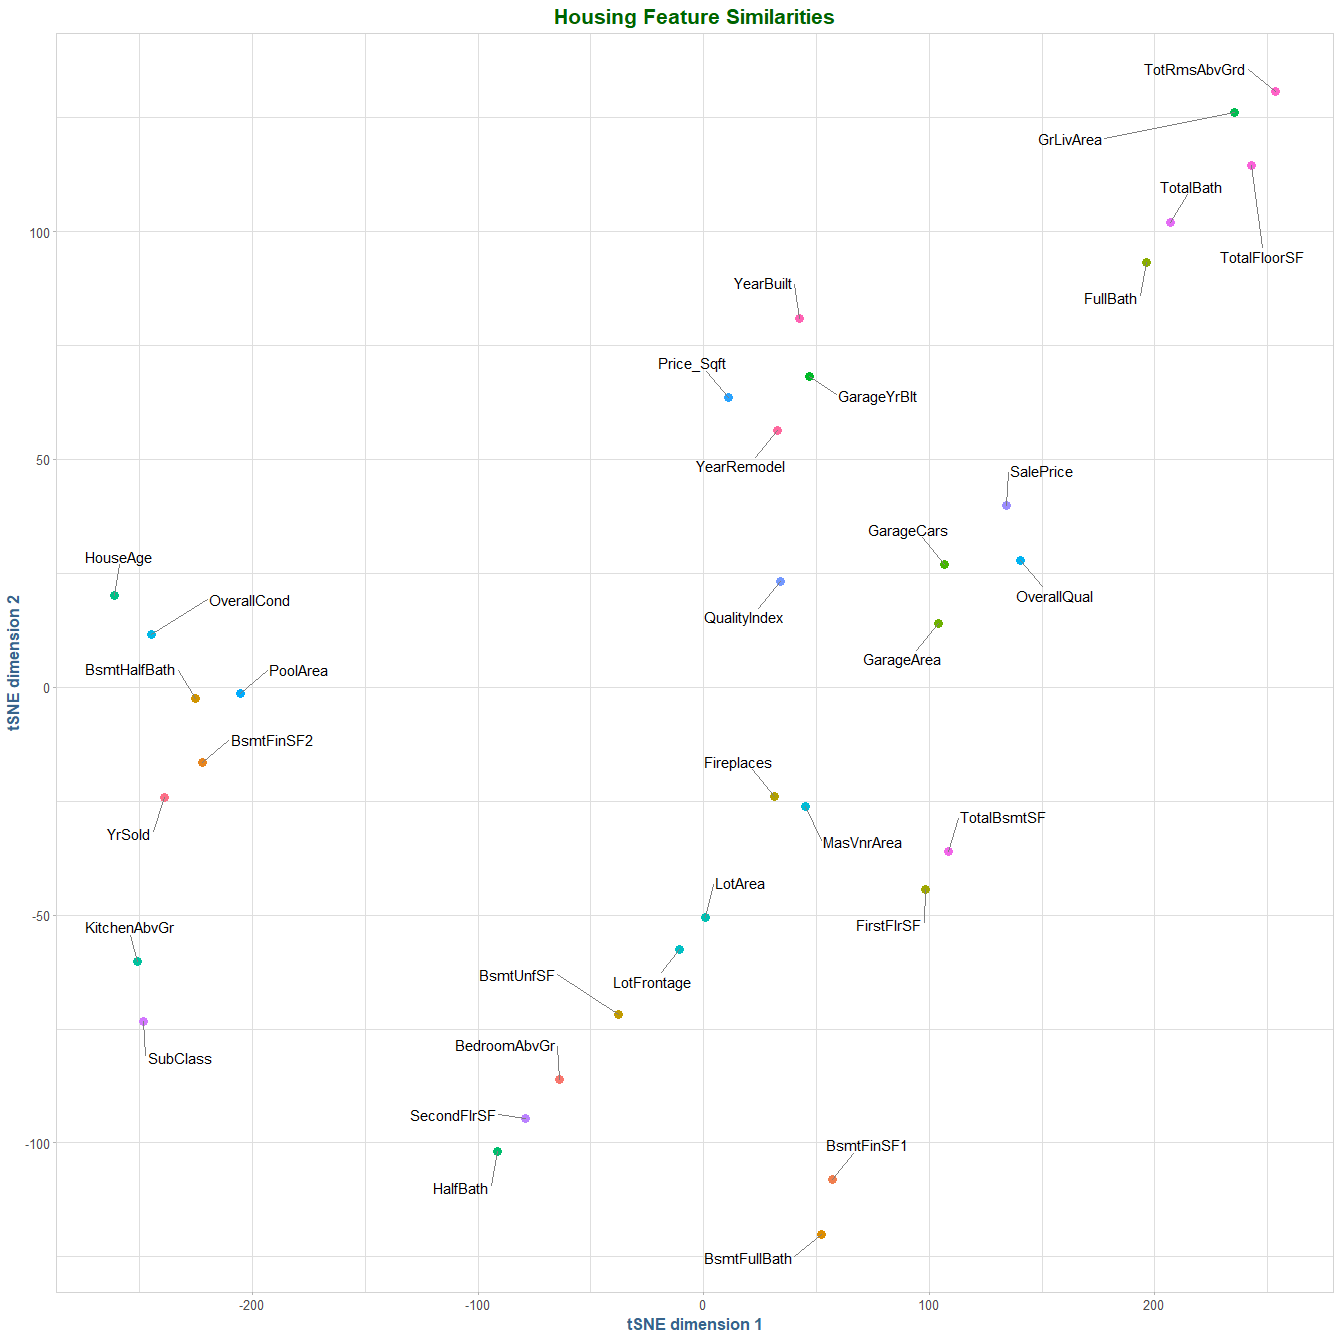 Housing Feature Similarities
TotRmsAbvGrd
GrLivArea
TotalBath
100
TotalFloorSF
YearBuilt
FullBath
Price_Sqft
GarageYrBlt
50
YearRemodel
SalePrice
GarageCars
HouseAge
OverallCond
OverallQual
QualityIndex
GarageArea
BsmtHalfBath
PoolArea
0
BsmtFinSF2
Fireplaces
YrSold
TotalBsmtSF
MasVnrArea
LotArea
-50
KitchenAbvGr
FirstFlrSF
BsmtUnfSF
LotFrontage
BedroomAbvGr
SubClass
SecondFlrSF
-100
BsmtFinSF1
HalfBath
BsmtFullBath
-200
-100
0
100
200
tSNE dimension 1
tSNE dimension 2